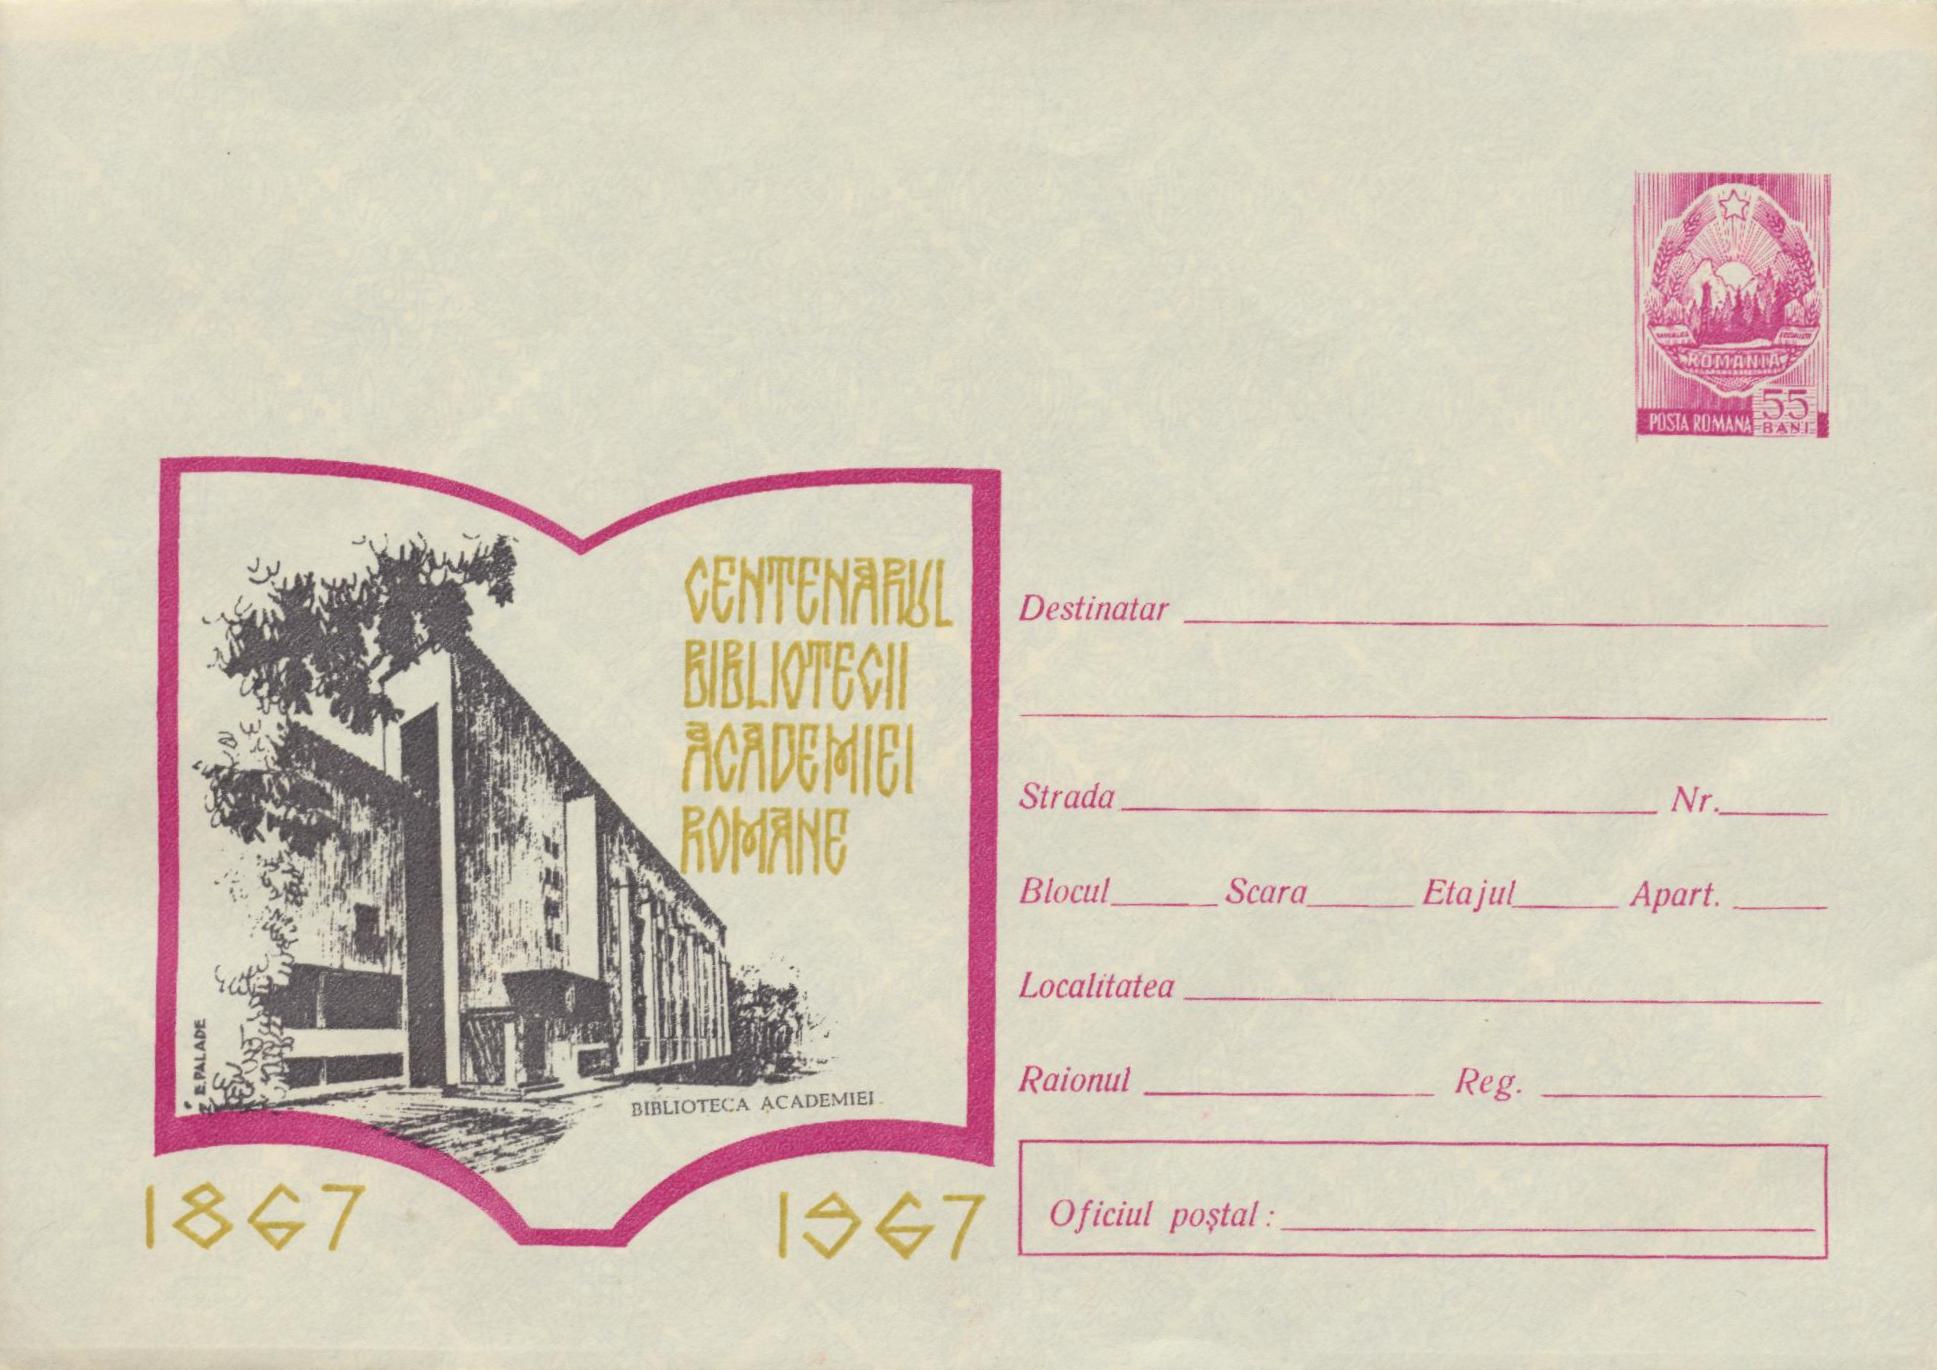 ROMANIA
POSTA ROMANA
55
BANI
CENTENARUL
BIBLIOTECII
ACADEMIEI
ROMANE
E. PALADE
BIBLIOTECA ACADEMIEI
1867
1967
Destinatar
Strada Nr.
Blocul Scara Etajul Apart.
Localitatea
Raionul Reg.
Oficiul poștal :